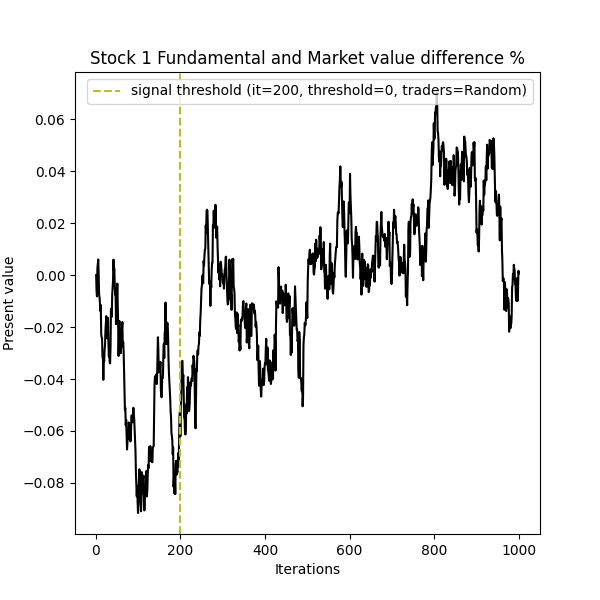 Stock 1 Fundamental and Market value difference %
signal threshold (it=200, threshold=0, traders=Random)
0.06
0.04
0.02
0.00
−0.02
−0.04
−0.06
−0.08
Present value
0 200 400 600 800 1000
Iterations